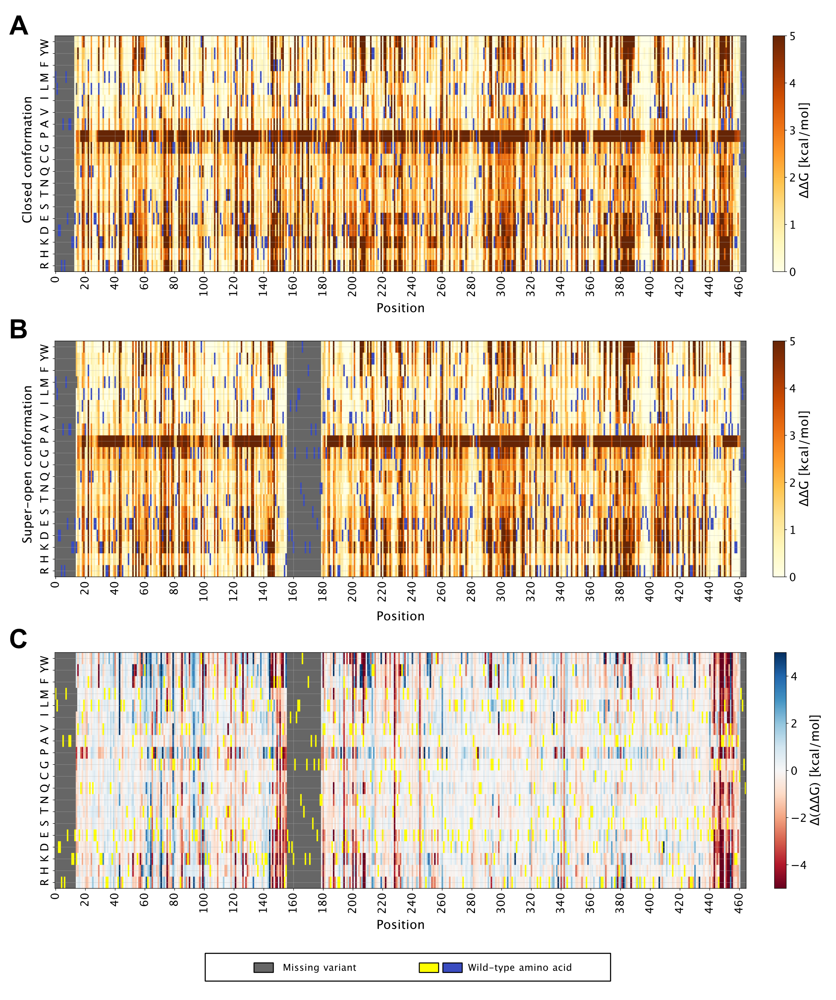 A
Closed conformation
W
Y
F
M
L
I
V
A
P
G
C
Q
N
T
S
E
D
K
H
R
0 20 40 60 80 100 120 140 160 180 200 220 240 260 280 300 320 340 360 380 400 420 440 460
Position
5
4
3
2
1
0
ΔΔG [kcal/mol]
B
Super-open conformation
W
Y
F
M
L
I
V
A
P
G
C
Q
N
T
S
E
D
K
H
R
0 20 40 60 80 100 120 140 160 180 200 220 240 260 280 300 320 340 360 380 400 420 440 460
Position
5
4
3
2
1
0
ΔΔG [kcal/mol]
C
W
Y
F
M
L
I
V
A
P
G
C
Q
N
T
S
E
D
K
H
R
0 20 40 60 80 100 120 140 160 180 200 220 240 260 280 300 320 340 360 380 400 420 440 460
Position
4
2
0
−2
−4
Δ(ΔΔG) [kcal/mol]
Missing variant
Wild-type amino acid